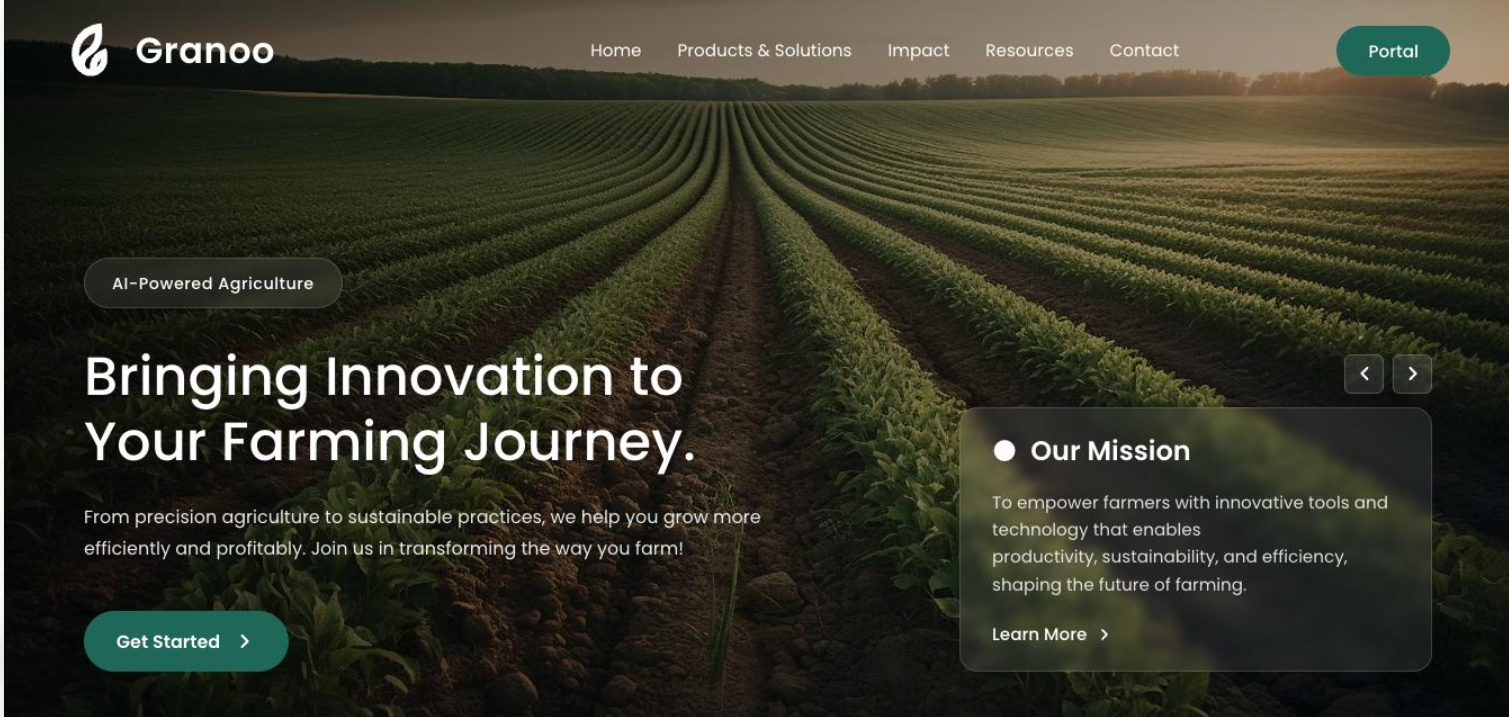 Granoo
Home
Products & Solutions
Impact
Resources
Contact
Portal
AI-Powered Agriculture
Bringing Innovation to
Your Farming Journey.
From precision agriculture to sustainable practices, we help you grow more
efficiently and profitably. Join us in transforming the way you farm!
Get Started
Our Mission
To empower farmers with innovative tools and
technology that enables
productivity, sustainability, and efficiency,
shaping the future of farming.
Learn More